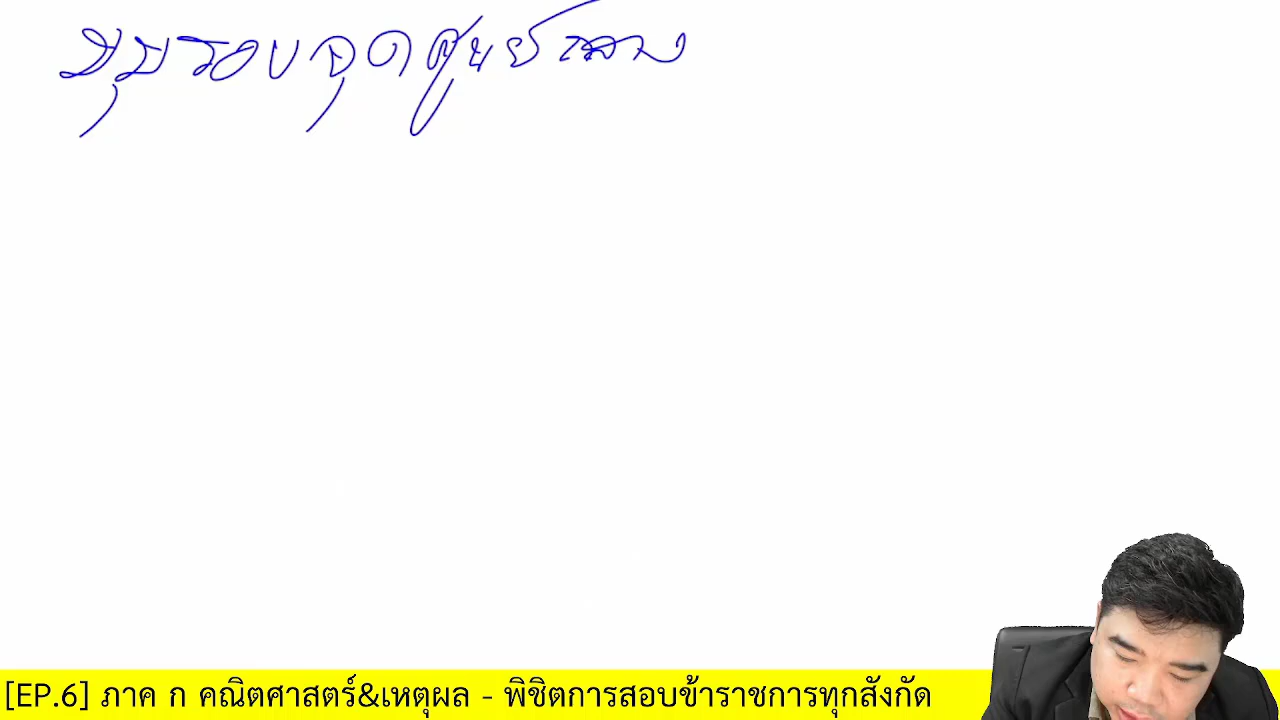 มุมรอบจุดศูนย์กลาง
[EP.6] ภาค ก คณิตศาสตร์&เหตุผล - พิชิตการสอบข้าราชการทุกสังกัด